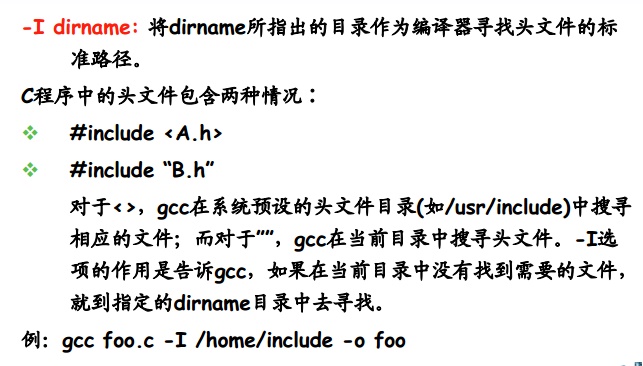 -I dirname: 将dirname所指出的目录作为编译器寻找头文件的标
准路径。
C程序中的头文件包含两种情况：
#include <A.h>
#include “B.h”
对于<>，gcc在系统预设的头文件目录(如/usr/include)中搜寻
相应的文件；而对于””，gcc在当前目录中搜寻头文件。-I选
项的作用是告诉gcc，如果在当前目录中没有找到需要的文件，
就到指定的dirname目录中去寻找。
例：gcc foo.c -I /home/include -o foo